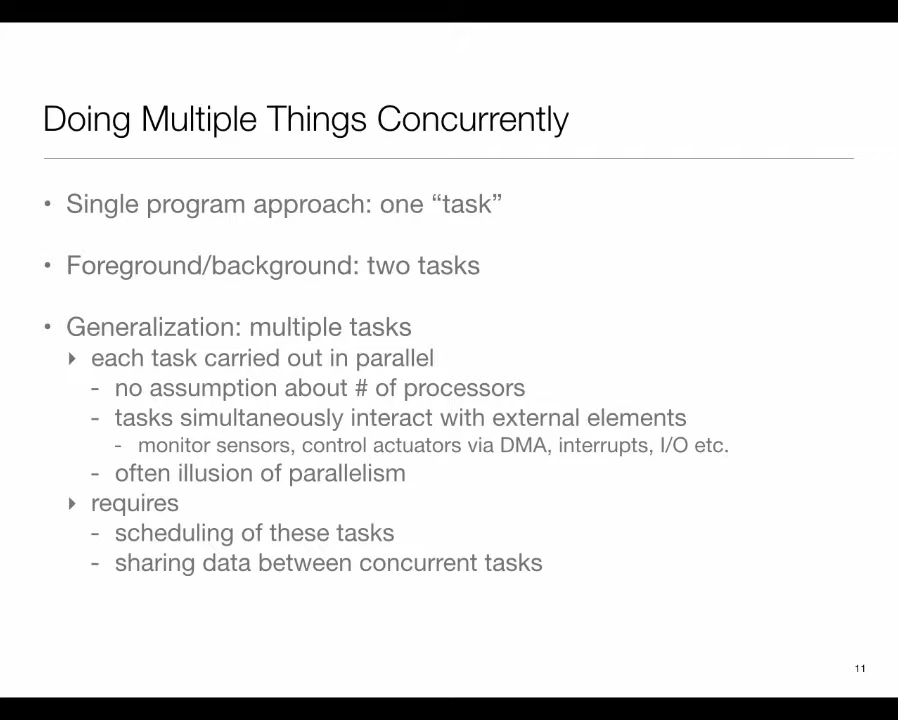 Doing Multiple Things Concurrently
• Single program approach: one “task”
• Foreground/background: two tasks
• Generalization: multiple tasks
‣ each task carried out in parallel
- no assumption about # of processors
- tasks simultaneously interact with external elements
- monitor sensors, control actuators via DMA, interrupts, I/O etc.
- often illusion of parallelism
‣ requires
- scheduling of these tasks
- sharing data between concurrent tasks
11